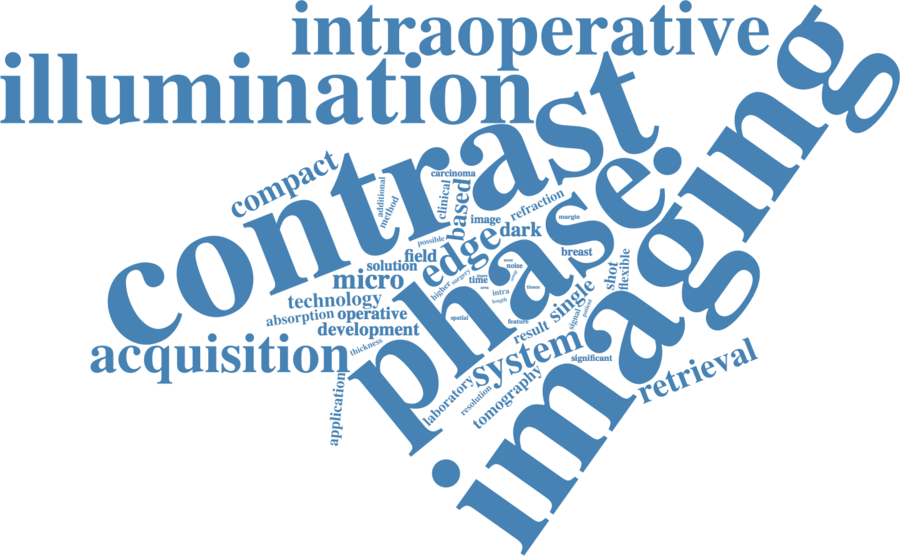 intraoperative
illumination
contrast
phase
imaging
compact
acquisition
carcinoma
additional
method
clinical
based
image
refraction
margin
possible
edge
dark
field
solution
micro
noise
breast
higher
surgery
time
area
intra
length
tissue
shot
flexible
technology
absorption
operative
development
spatial
feature
single
signal
patient
result
thickness
system
significant
application
laboratory
resolution
tomography
retrieval